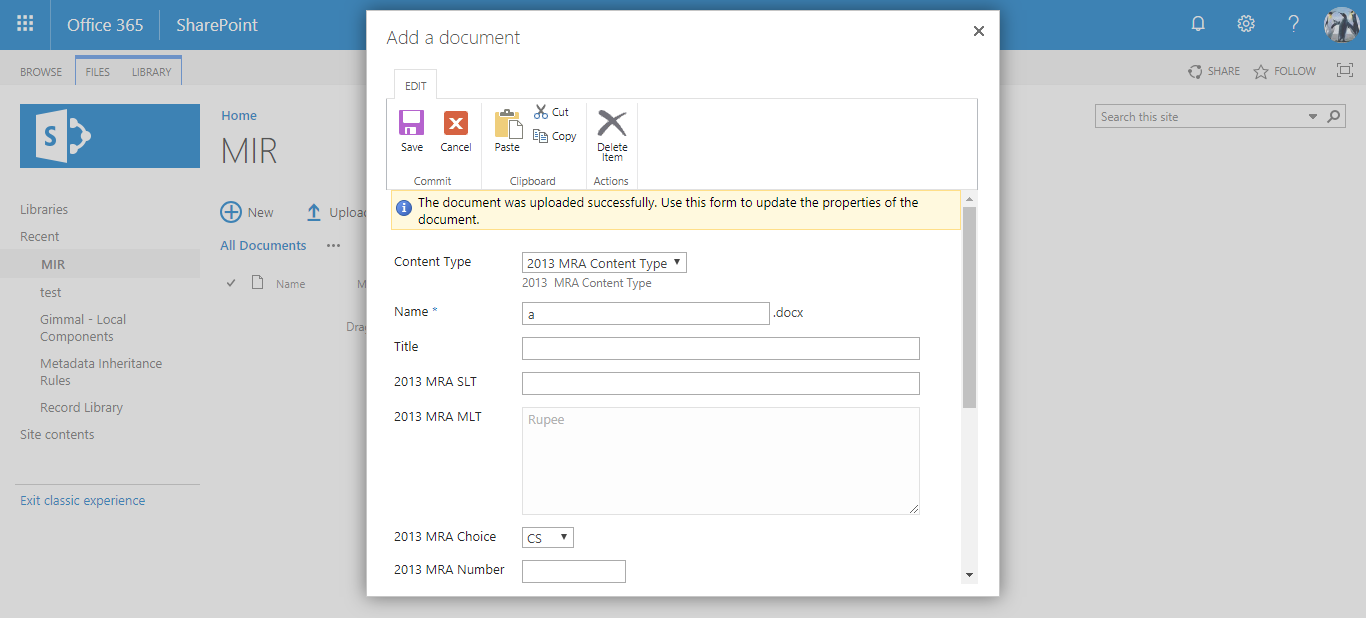 Office 365
SharePoint
BROWSE
FILES
LIBRARY
SHARE
FOLLOW
S
Home
MIR
Search this site
Libraries
Recent
MIR
test
Gimmal - Local
Components
Metadata Inheritance
Rules
Record Library
Site contents
Exit classic experience
New
Uploa
All Documents
Name
M
Dra
Add a document
EDIT
Save
Cancel
Paste
Cut
Copy
Delete
Item
Commit
Clipboard
Actions
The document was uploaded successfully. Use this form to update the properties of the
document.
Content Type
2013 MRA Content Type
2013 MRA Content Type
Name *
a
.docx
Title
2013 MRA SLT
2013 MRA MLT
Rupee
2013 MRA Choice
CS
2013 MRA Number